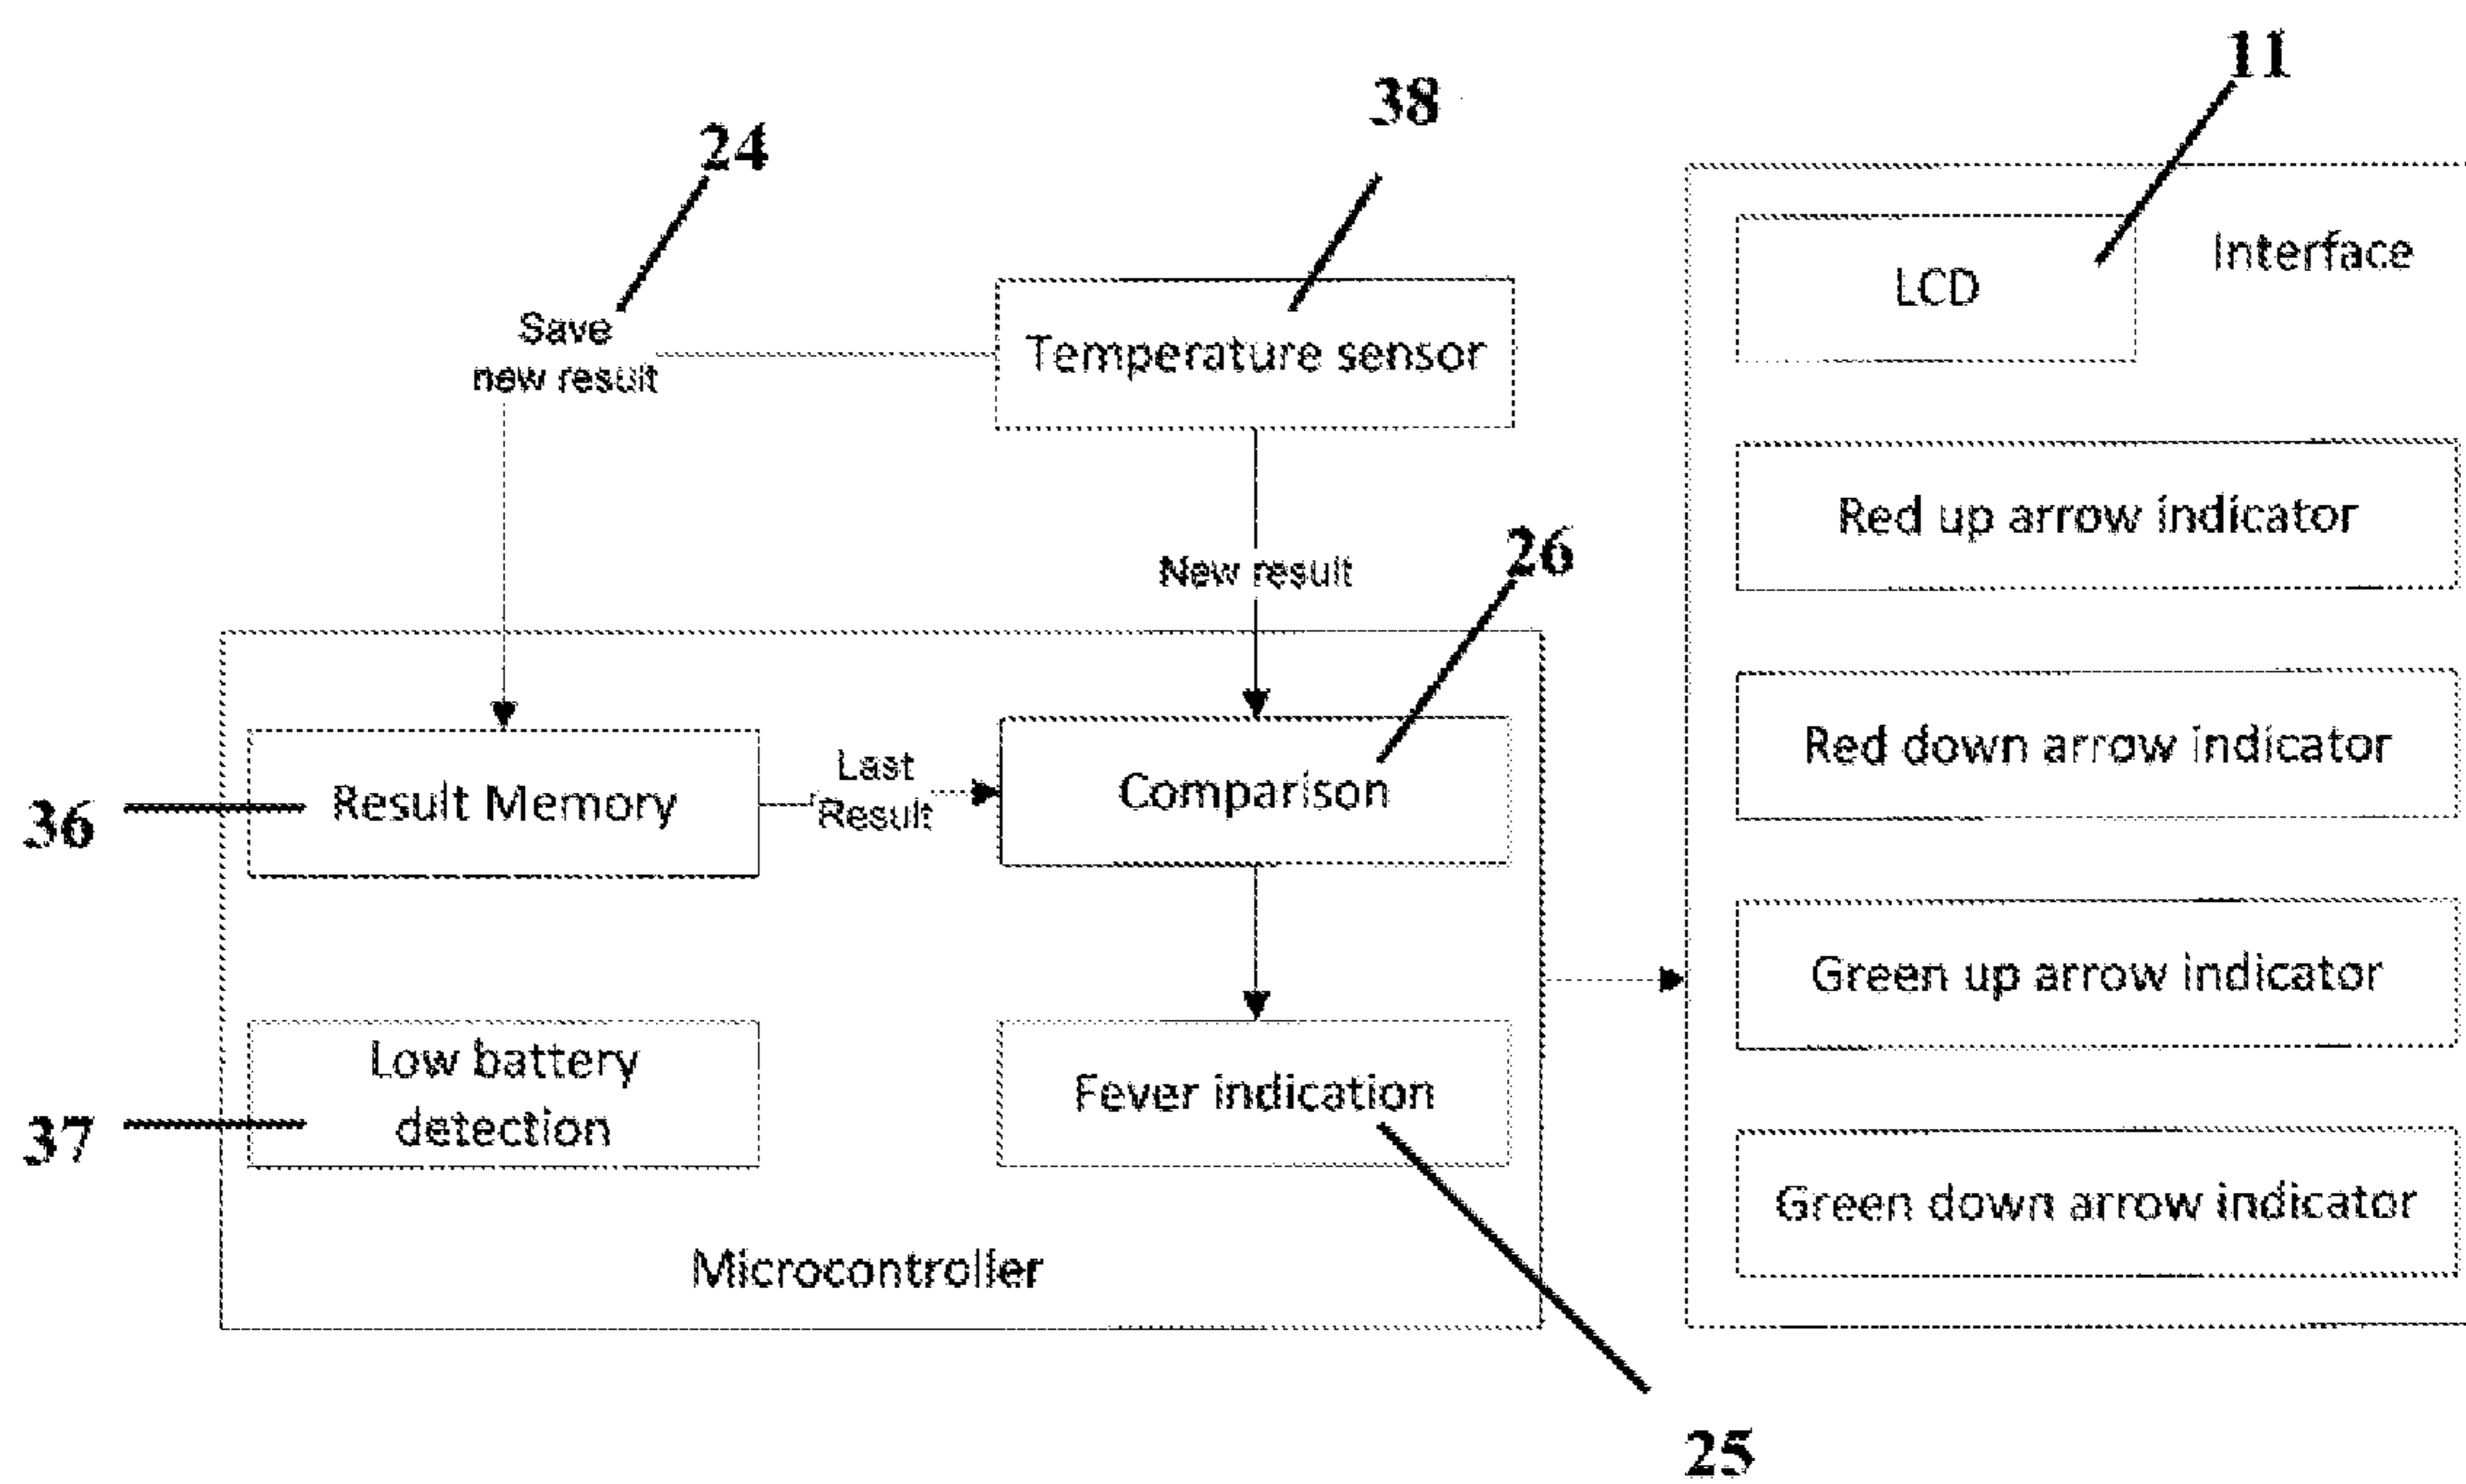 11
38
24
Interface
LCD
Save
new result
Temperature sensor
Red up arrow indicator
26
New result
Red down arrow indicator
Last
Result
Comparison
36
Result Memory
Green up arrow indicator
Low battery
detection
37
Fever indication
Green down arrow indicator
Microcontroller
25